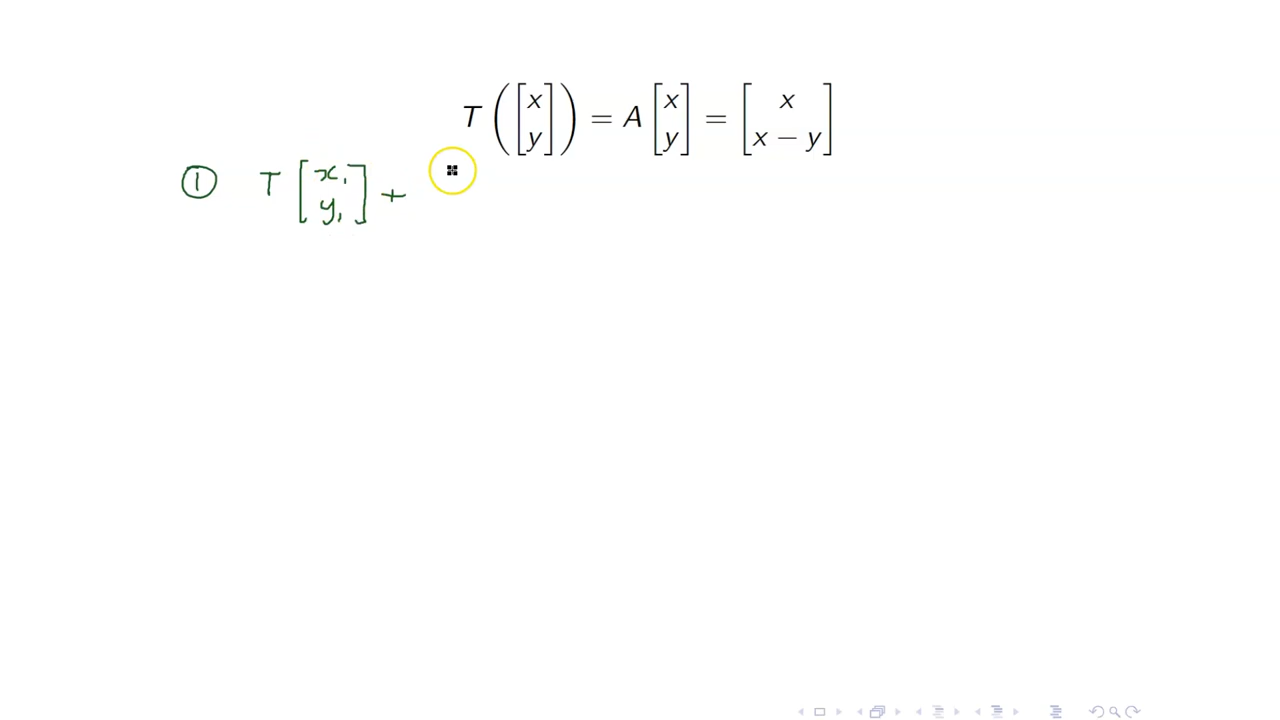 T([x y]) = A[x y] = [x x − y]
① T[x₁ y₁] +